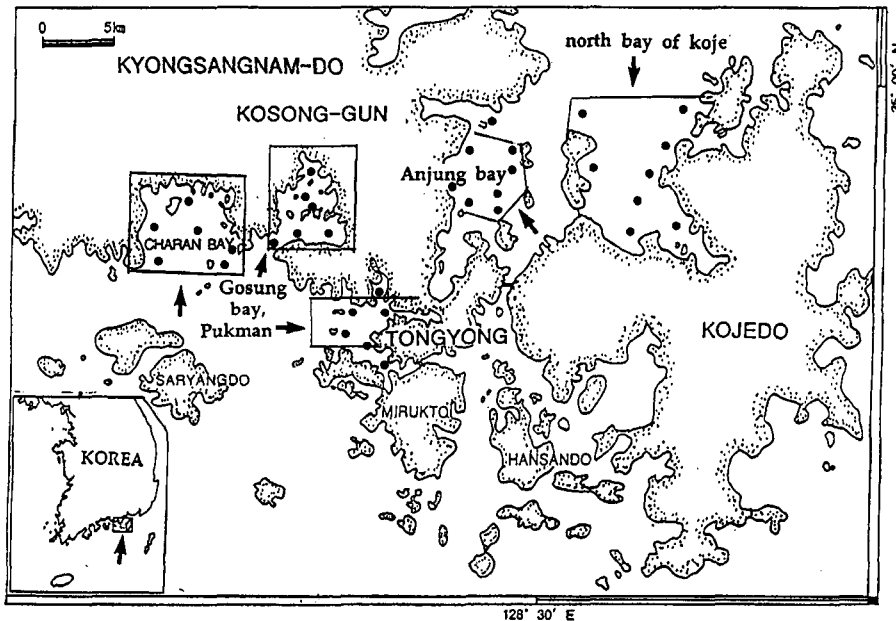 0 5km
KYONGSANGNAM-DO
north bay of koje
KOSONG-GUN
Anjung bay
CHARAN BAY
Gosung
bay,
Pukman
TONGYONG
KOJEDO
SARYANGDO
MIRUKTO
HANSANDO
KOREA
128° 30' E